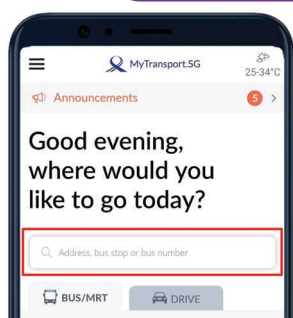 MyTransport.SG
25-34°C
Announcements
5
Good evening,
where would you
like to go today?
Address, bus stop or bus number
BUS/MRT
DRIVE